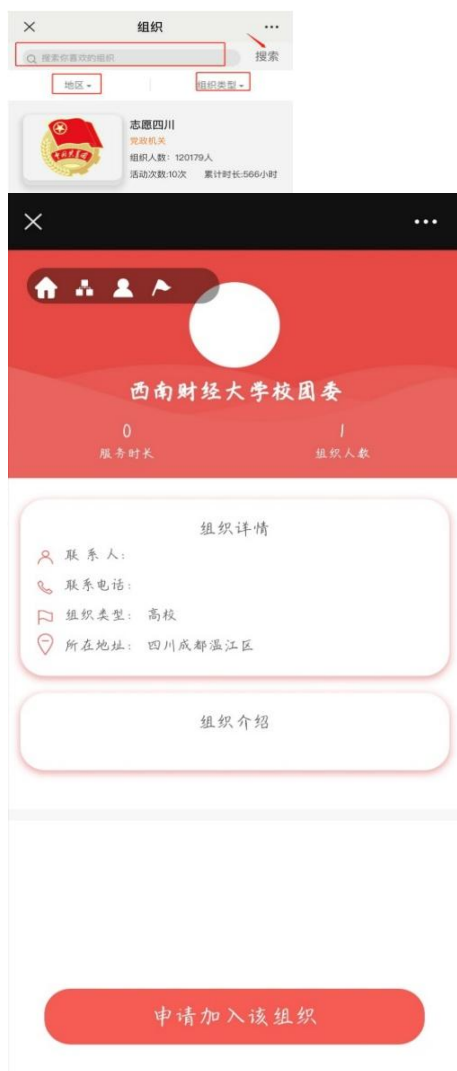 组织
搜索你喜欢的组织
搜索
地区
组织类型
志愿四川
党政机关
组织人数：120179人
活动次数:10次 累计时长:566小时
中国共青团
西南财经大学校团委
0 1
服务时长 组织人数
组织详情
联系人:
联系电话:
组织类型: 高校
所在地址: 四川成都温江区
组织介绍
申请加入该组织